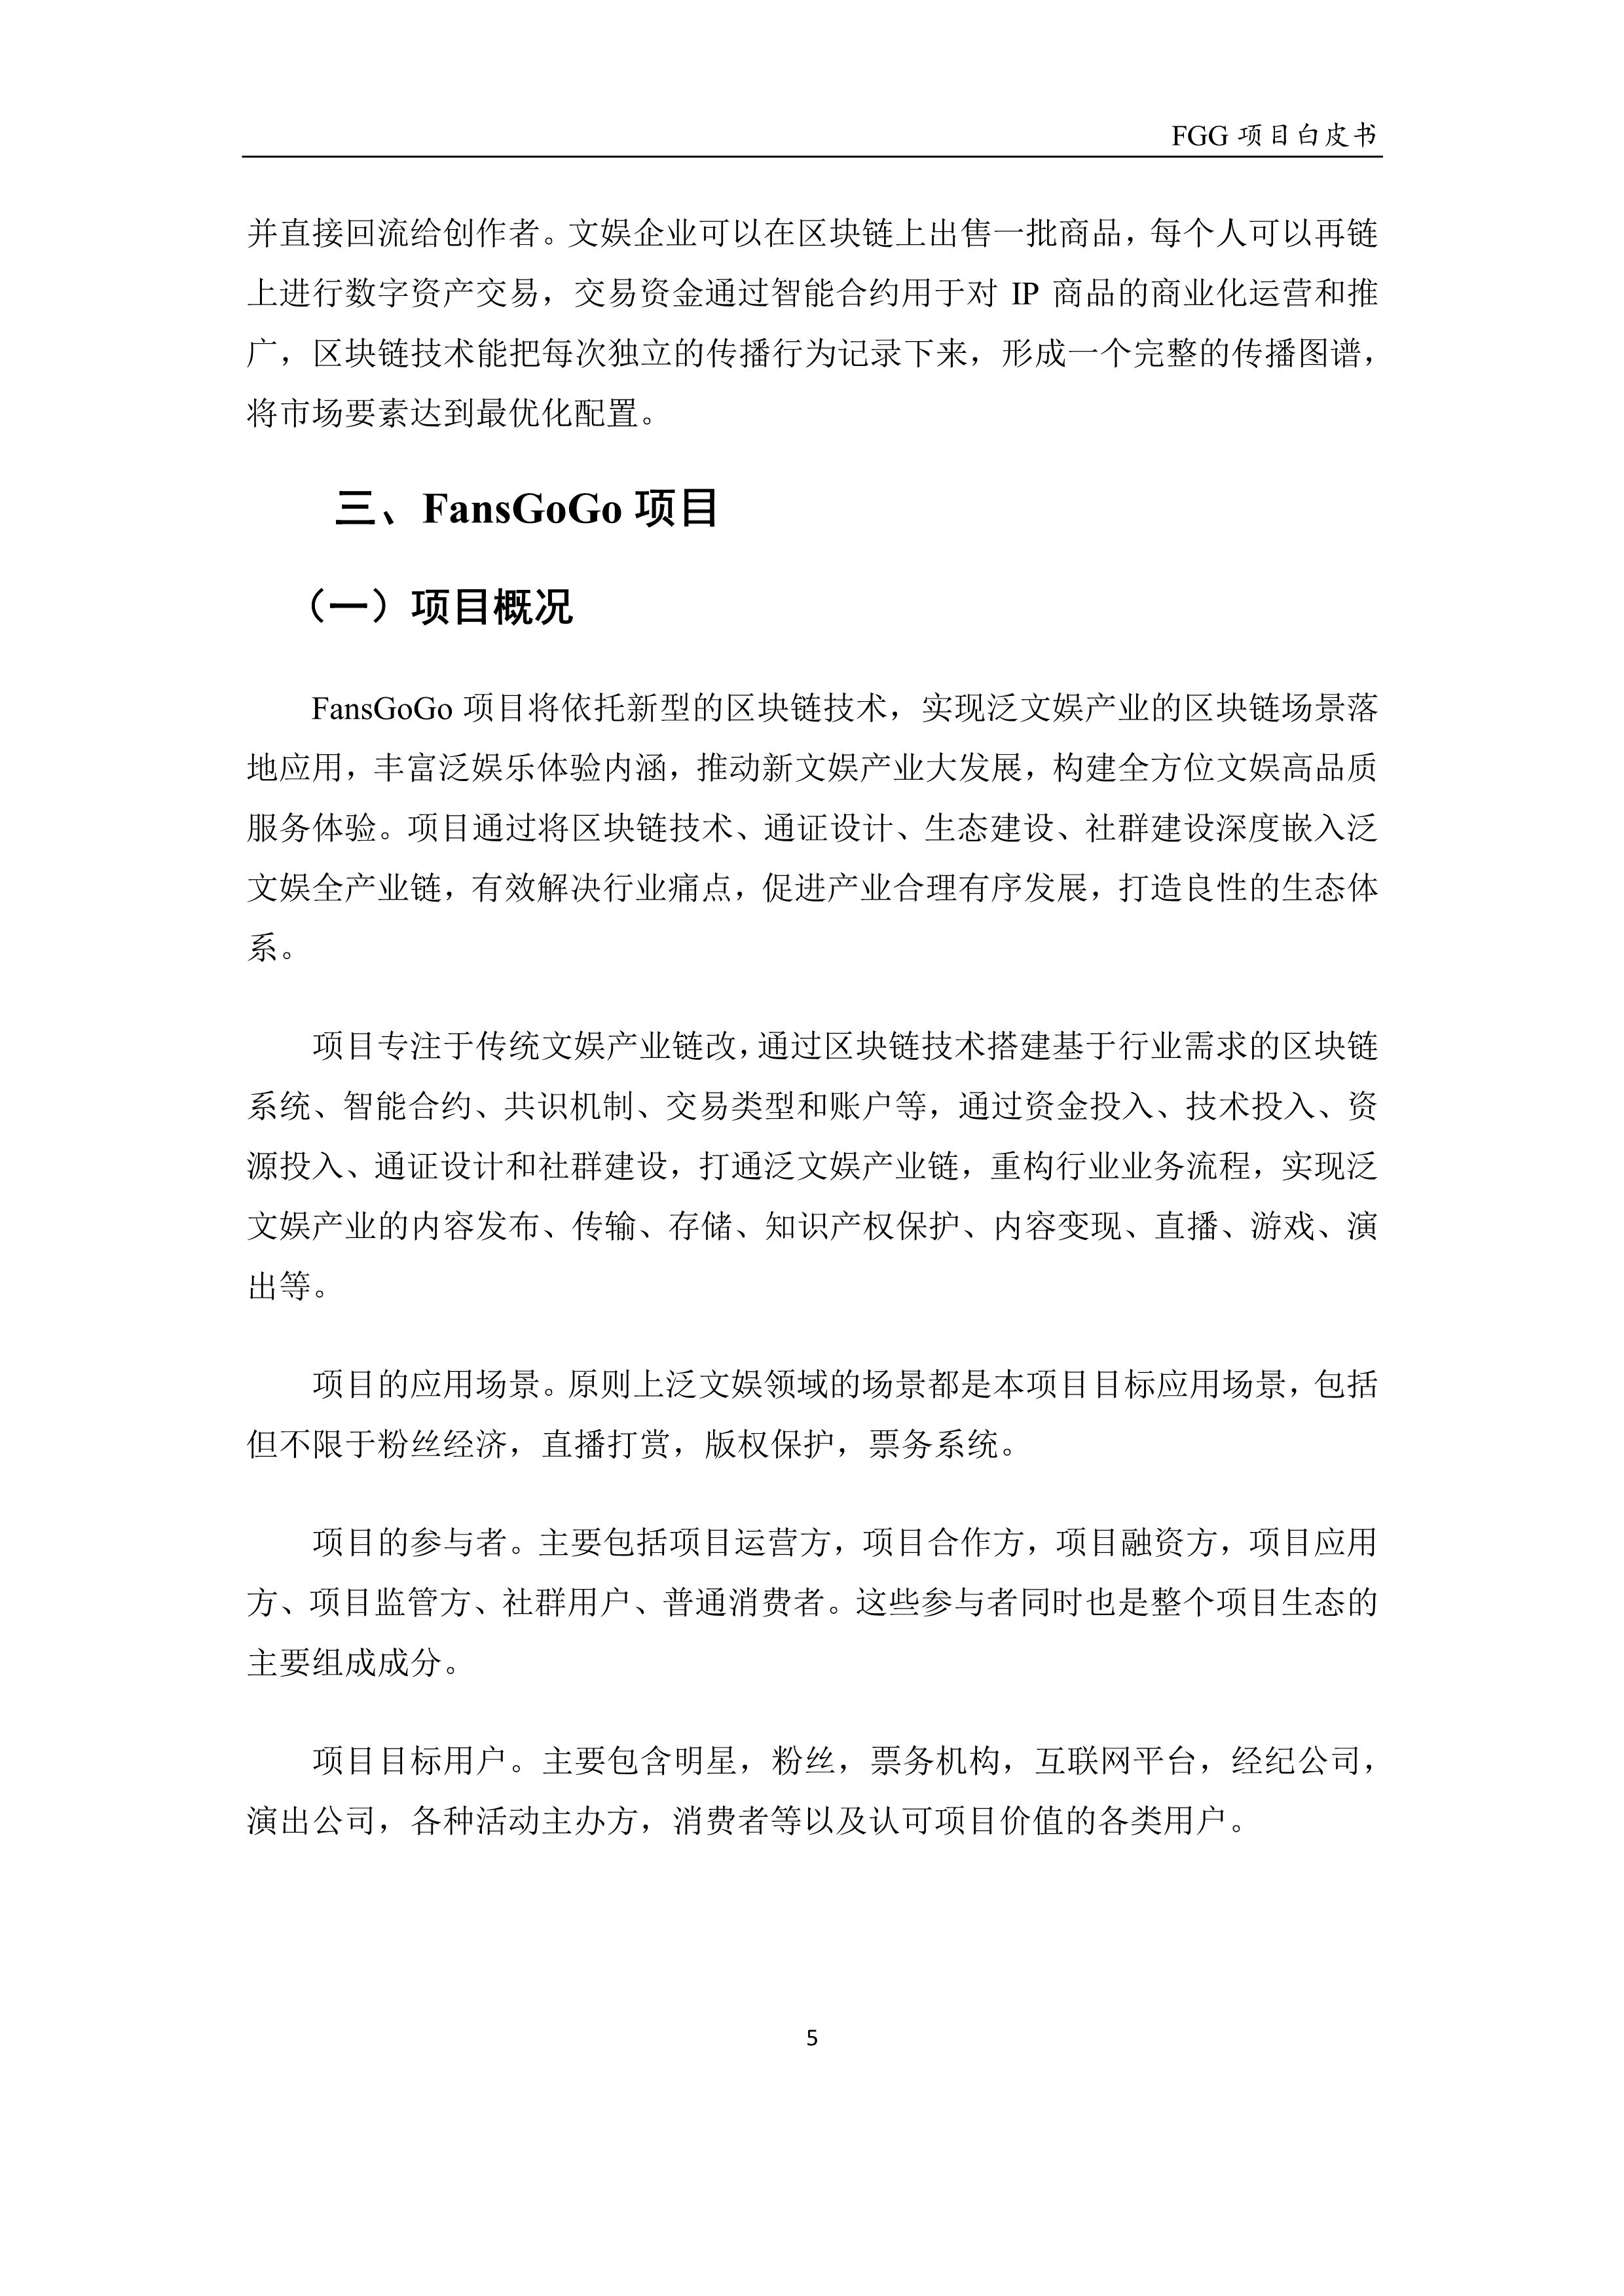 FGG 项目白皮书
并直接回流给创作者。文娱企业可以在区块链上出售一批商品，每个人可以再链
上进行数字资产交易，交易资金通过智能合约用于对 IP 商品的商业化运营和推
广，区块链技术能把每次独立的传播行为记录下来，形成一个完整的传播图谱，
将市场要素达到最优化配置。
三、FansGoGo 项目
（一）项目概况
FansGoGo 项目将依托新型的区块链技术，实现泛文娱产业的区块链场景落
地应用，丰富泛娱乐体验内涵，推动新文娱产业大发展，构建全方位文娱高品质
服务体验。项目通过将区块链技术、通证设计、生态建设、社群建设深度嵌入泛
文娱全产业链，有效解决行业痛点，促进产业合理有序发展，打造良性的生态体
系。
项目专注于传统文娱产业链改，通过区块链技术搭建基于行业需求的区块链
系统、智能合约、共识机制、交易类型和账户等，通过资金投入、技术投入、资
源投入、通证设计和社群建设，打通泛文娱产业链，重构行业业务流程，实现泛
文娱产业的内容发布、传输、存储、知识产权保护、内容变现、直播、游戏、演
出等。
项目的应用场景。原则上泛文娱领域的场景都是本项目目标应用场景，包括
但不限于粉丝经济，直播打赏，版权保护，票务系统。
项目的参与者。主要包括项目运营方，项目合作方，项目融资方，项目应用
方、项目监管方、社群用户、普通消费者。这些参与者同时也是整个项目生态的
主要组成成分。
项目目标用户。主要包含明星，粉丝，票务机构，互联网平台，经纪公司，
演出公司，各种活动主办方，消费者等以及认可项目价值的各类用户。
5